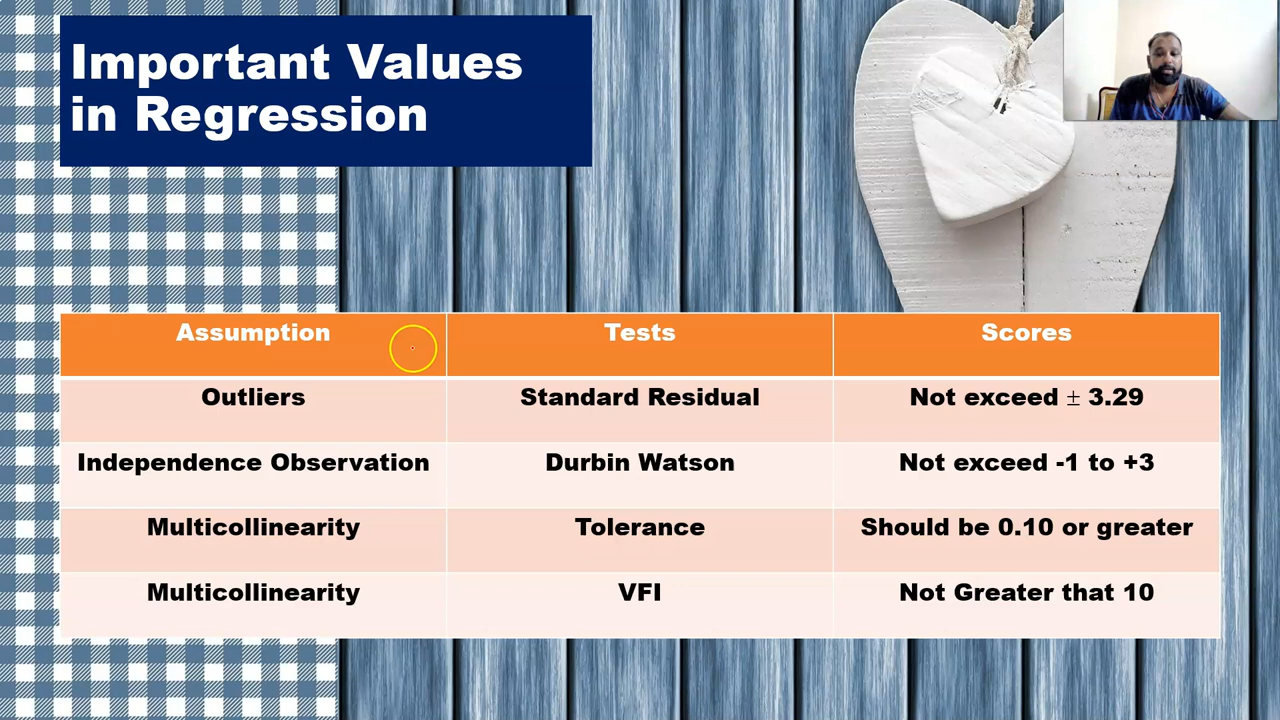 Important Values
in Regression
Assumption Tests Scores
Outliers Standard Residual Not exceed ± 3.29
Independence Observation Durbin Watson Not exceed -1 to +3
Multicollinearity Tolerance Should be 0.10 or greater
Multicollinearity VFI Not Greater that 10